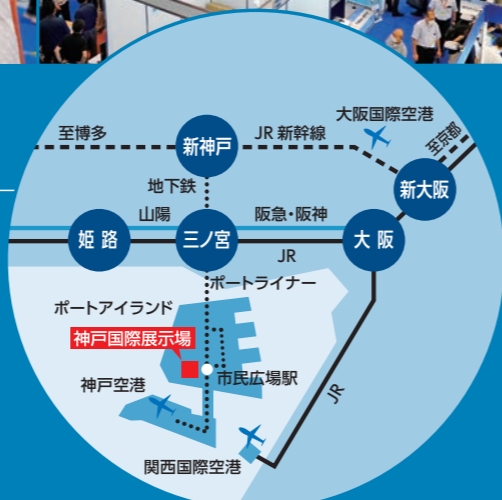 大阪国際空港
至博多
JR 新幹線
至京都
新神戸
新大阪
地下鉄
山陽
阪急・阪神
姫路
三ノ宮
大阪
JR
ポートライナー
ポートアイランド
神戸国際展示場
市民広場駅
神戸空港
JR
関西国際空港